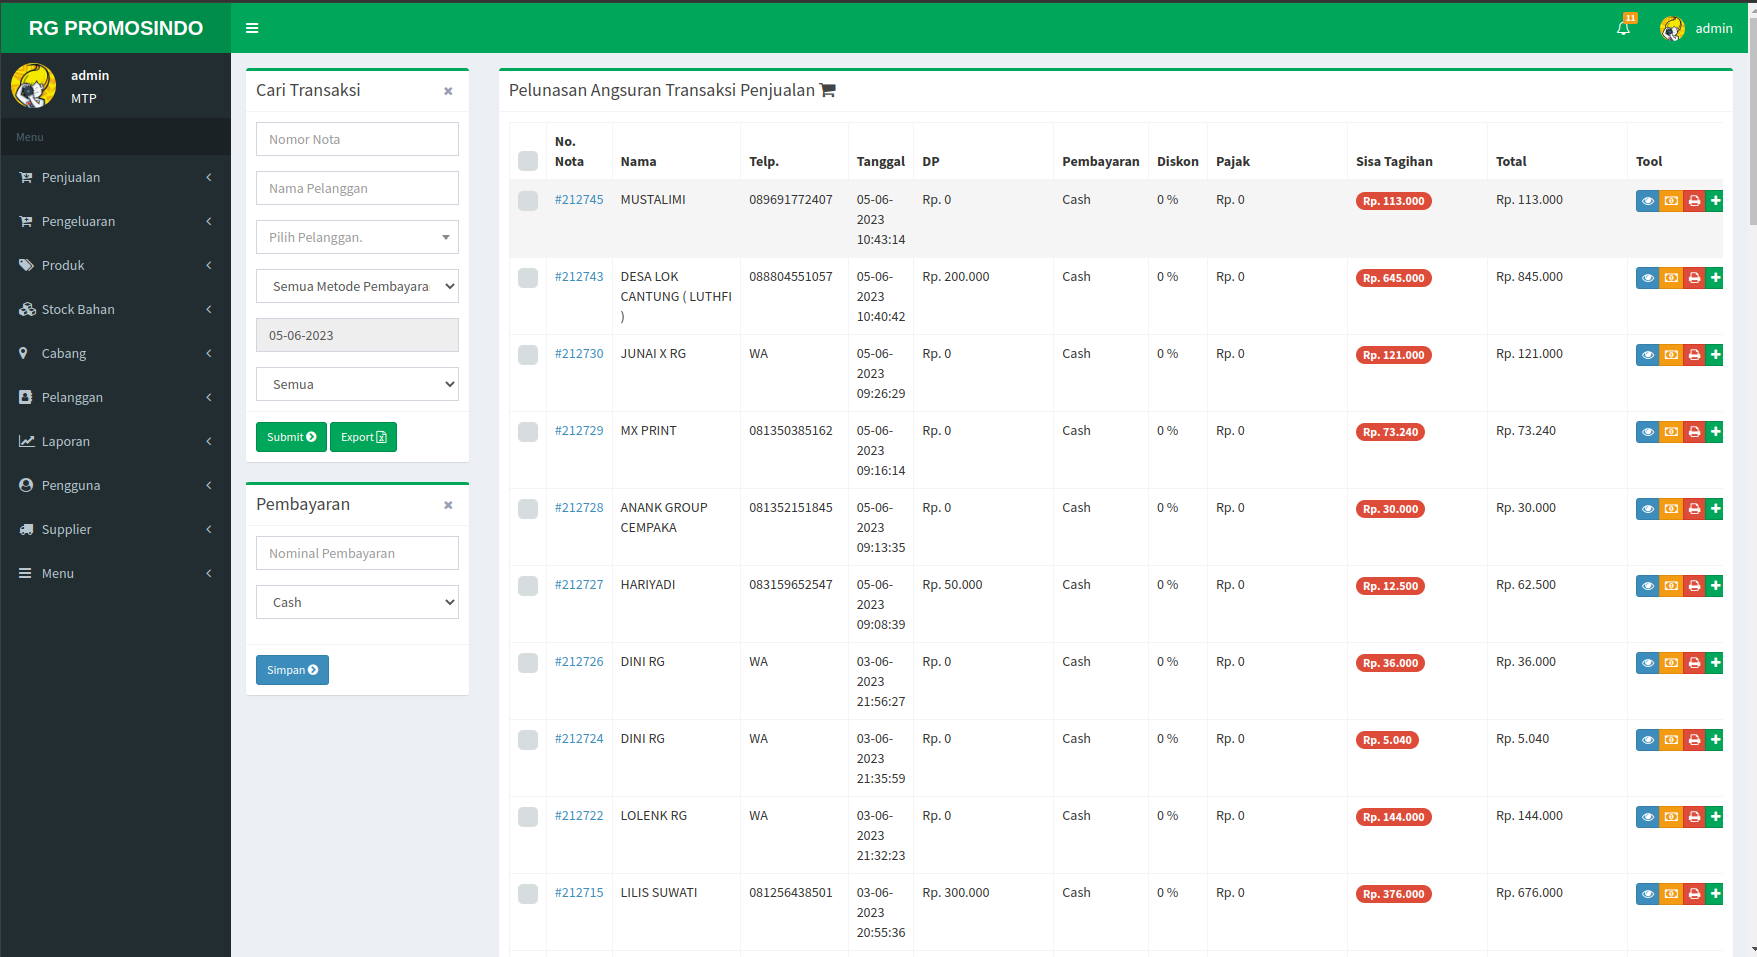 RG PROMOSINDO
11
admin
admin
MTP
Menu
Penjualan
Pengeluaran
Produk
Stock Bahan
Cabang
Pelanggan
Laporan
Pengguna
Supplier
Menu
Cari Transaksi
Nomor Nota
Nama Pelanggan
Pilih Pelanggan.
Semua Metode Pembayara
05-06-2023
Semua
Submit Export
Pembayaran
Nominal Pembayaran
Cash
Simpan
Pelunasan Angsuran Transaksi Penjualan
No. Nota Nama Telp. Tanggal DP Pembayaran Diskon Pajak Sisa Tagihan Total Tool
#212745 MUSTALIMI 089691772407 05-06-2023 10:43:14 Rp. 0 Cash 0 % Rp. 0 Rp. 113.000 Rp. 113.000
#212743 DESA LOK CANTUNG ( LUTHFI ) 088804551057 05-06-2023 10:40:42 Rp. 200.000 Cash 0 % Rp. 0 Rp. 645.000 Rp. 845.000
#212730 JUNAI X RG WA 05-06-2023 09:26:29 Rp. 0 Cash 0 % Rp. 0 Rp. 121.000 Rp. 121.000
#212729 MX PRINT 081350385162 05-06-2023 09:16:14 Rp. 0 Cash 0 % Rp. 0 Rp. 73.240 Rp. 73.240
#212728 ANANK GROUP CEMPAKA 081352151845 05-06-2023 09:13:35 Rp. 0 Cash 0 % Rp. 0 Rp. 30.000 Rp. 30.000
#212727 HARIYADI 083159652547 05-06-2023 09:08:39 Rp. 50.000 Cash 0 % Rp. 0 Rp. 12.500 Rp. 62.500
#212726 DINI RG WA 03-06-2023 21:56:27 Rp. 0 Cash 0 % Rp. 0 Rp. 36.000 Rp. 36.000
#212724 DINI RG WA 03-06-2023 21:35:59 Rp. 0 Cash 0 % Rp. 0 Rp. 5.040 Rp. 5.040
#212722 LOLENK RG WA 03-06-2023 21:32:23 Rp. 0 Cash 0 % Rp. 0 Rp. 144.000 Rp. 144.000
#212715 LILIS SUWATI 081256438501 03-06-2023 20:55:36 Rp. 300.000 Cash 0 % Rp. 0 Rp. 376.000 Rp. 676.000